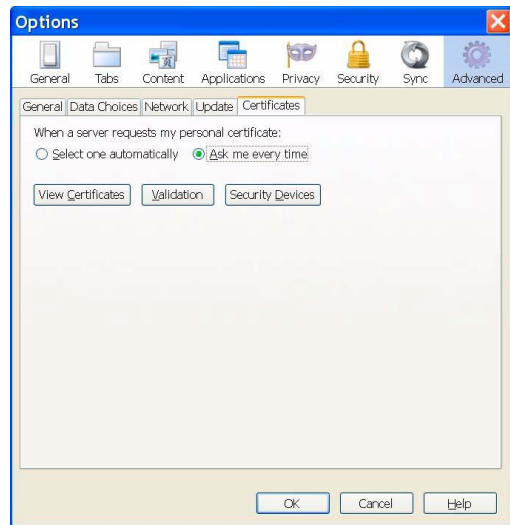 Options
General Tabs Content Applications Privacy Security Sync Advanced
General Data Choices Network Update Certificates
When a server requests my personal certificate:
Select one automatically Ask me every time
View Certificates Validation Security Devices
OK Cancel Help